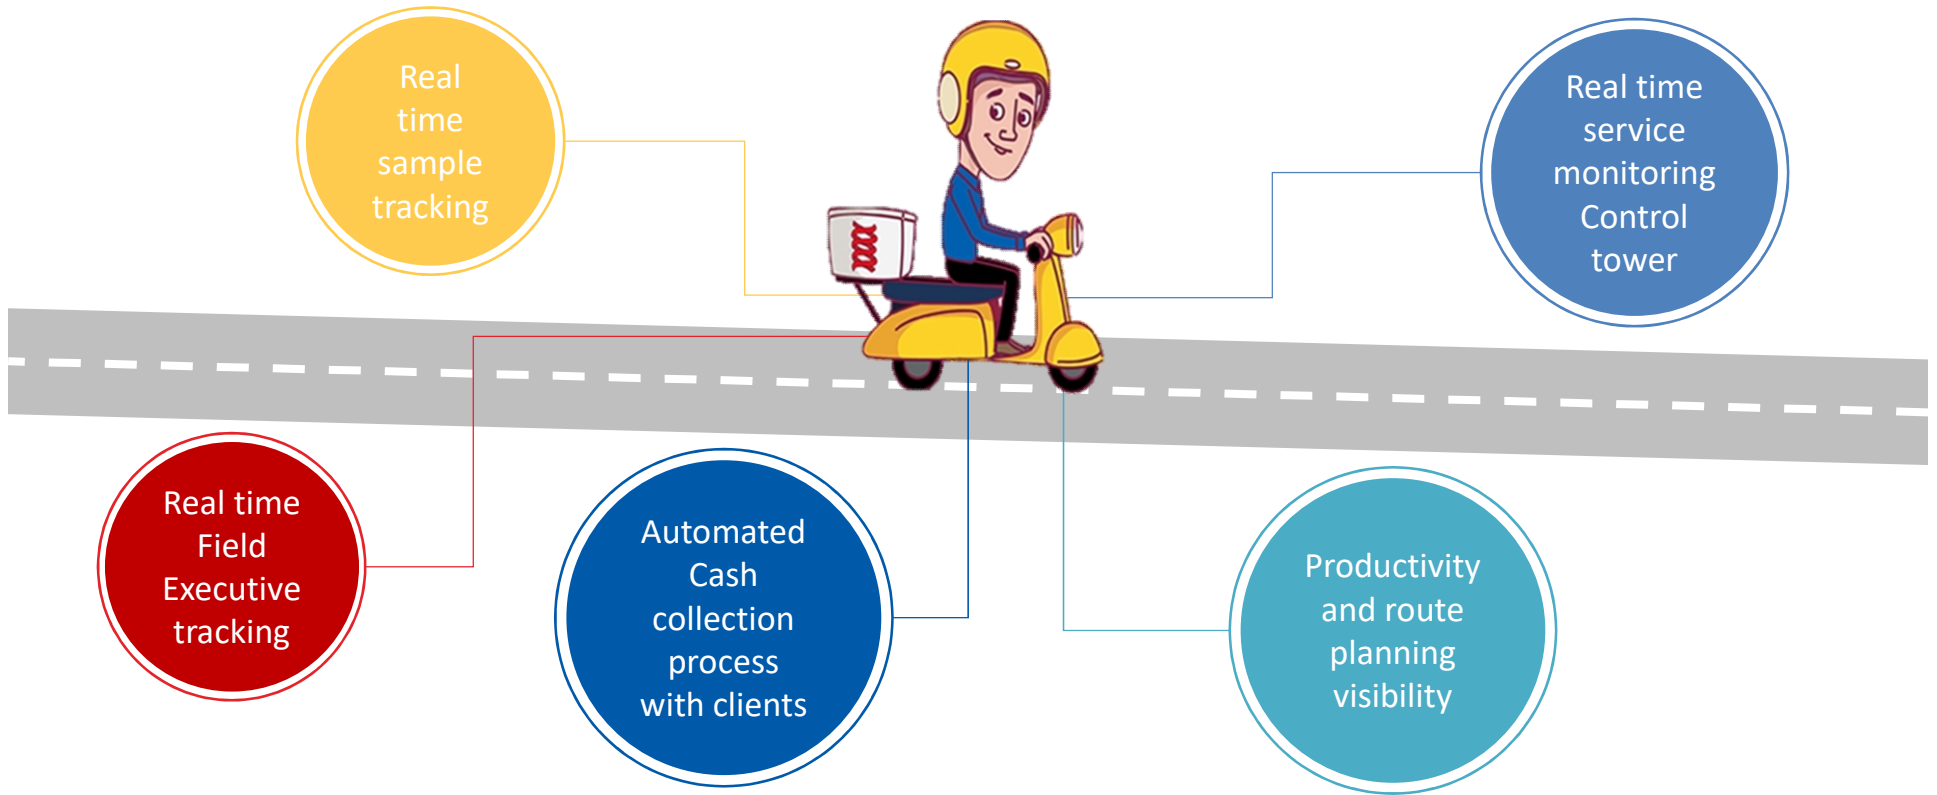 Real
time
sample
tracking
Real time
service
monitoring
Control
tower
Real time
Field
Executive
tracking
Automated
Cash
collection
process
with clients
Productivity
and route
planning
visibility